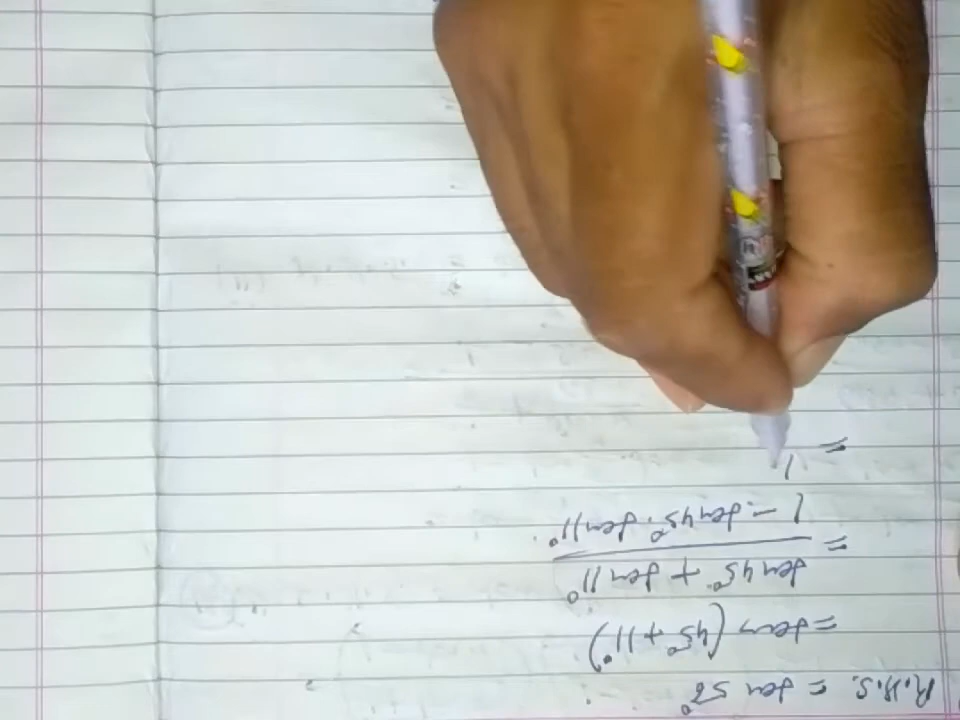 R.H.S. = tan 56°
= tan (45° + 11°)
= tan 45° + tan 11°
1 - tan 45° . tan 11°
= 1